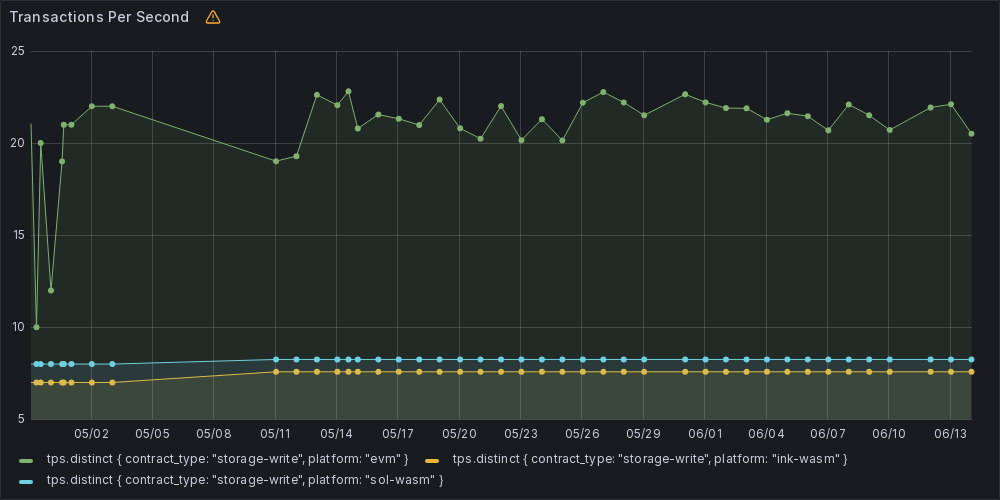 Transactions Per Second
25
20
15
10
5
05/02 05/05 05/08 05/11 05/14 05/17 05/20 05/23 05/26 05/29 06/01 06/04 06/07 06/10 06/13
tps.distinct { contract_type: "storage-write", platform: "evm" } tps.distinct { contract_type: "storage-write", platform: "ink-wasm" }
tps.distinct { contract_type: "storage-write", platform: "sol-wasm" }